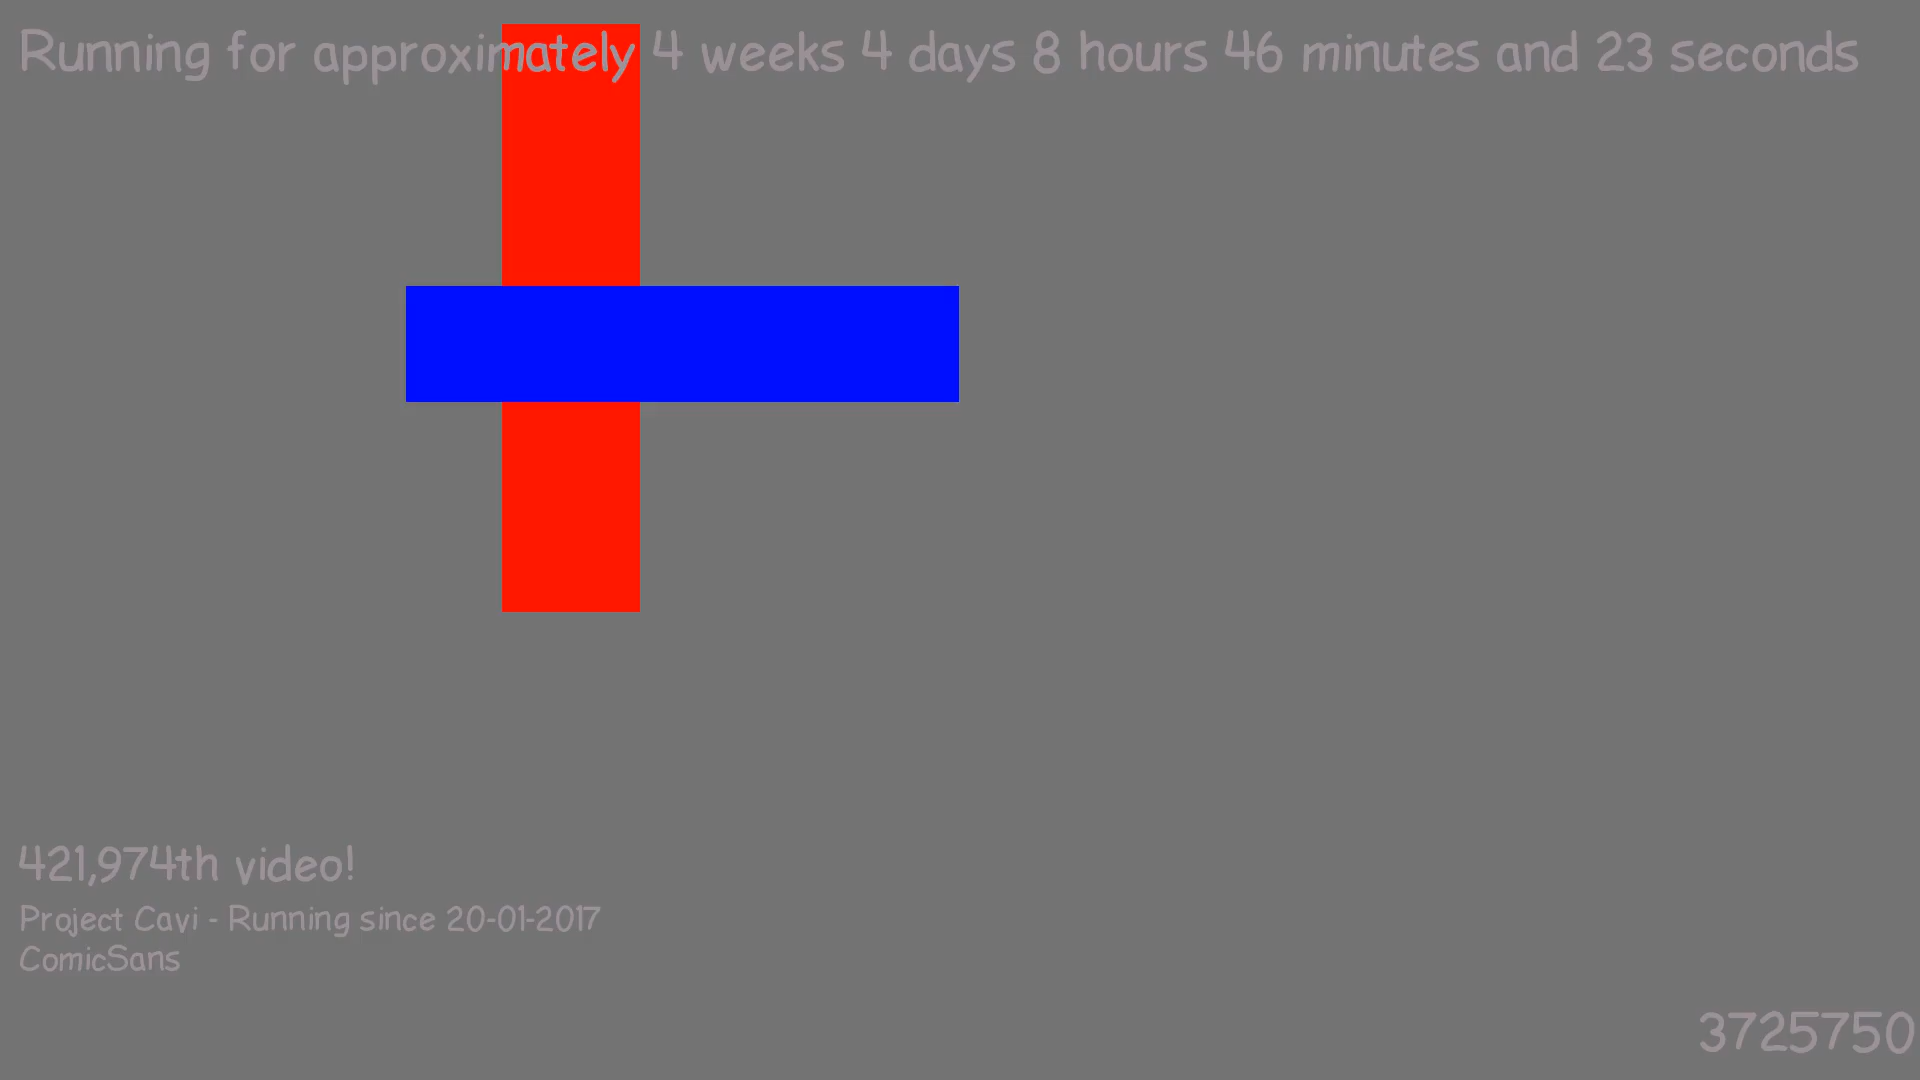 Running for approximately 4 weeks 4 days 8 hours 46 minutes and 23 seconds
421,974th video!
Project Cavi - Running since 20-01-2017
ComicSans
3725750